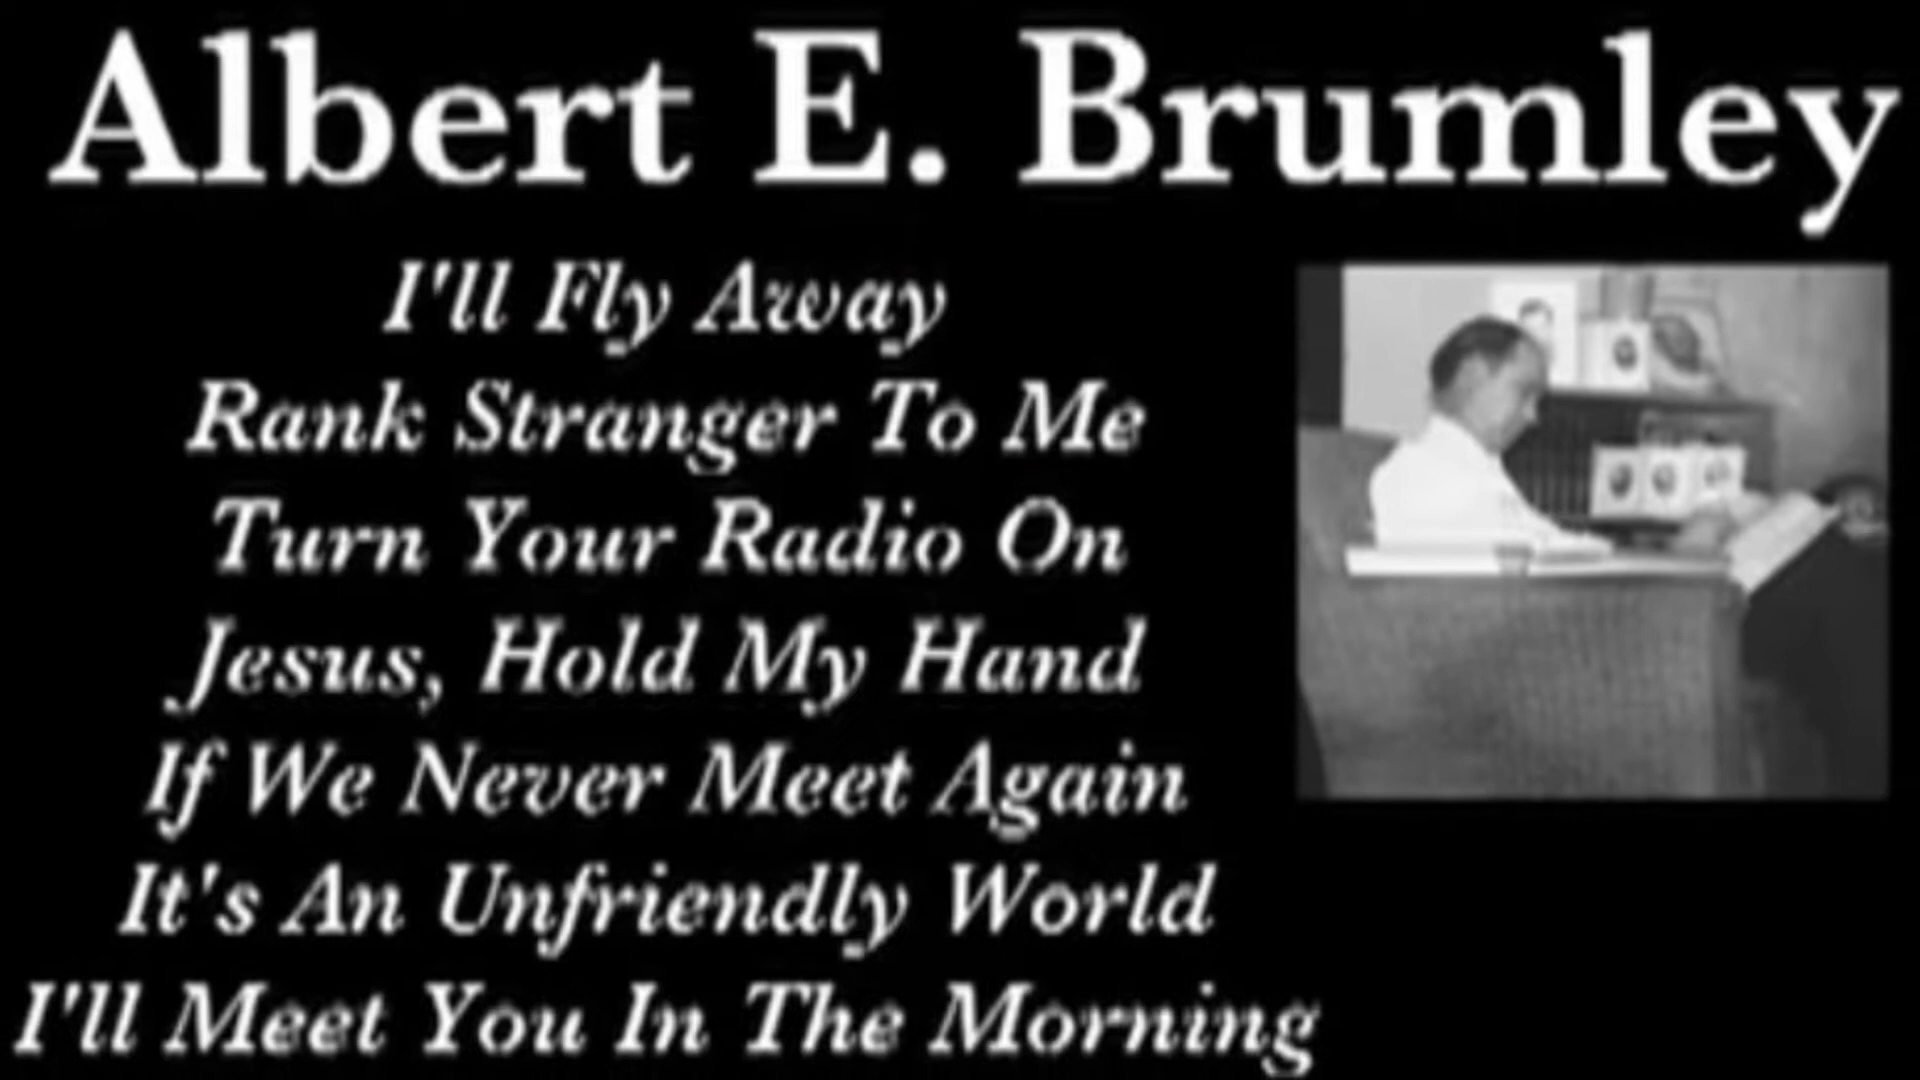 Albert E. Brumley
I'll Fly Away
Rank Stranger To Me
Turn Your Radio On
Jesus, Hold My Hand
If We Never Meet Again
It's An Unfriendly World
I'll Meet You In The Morning